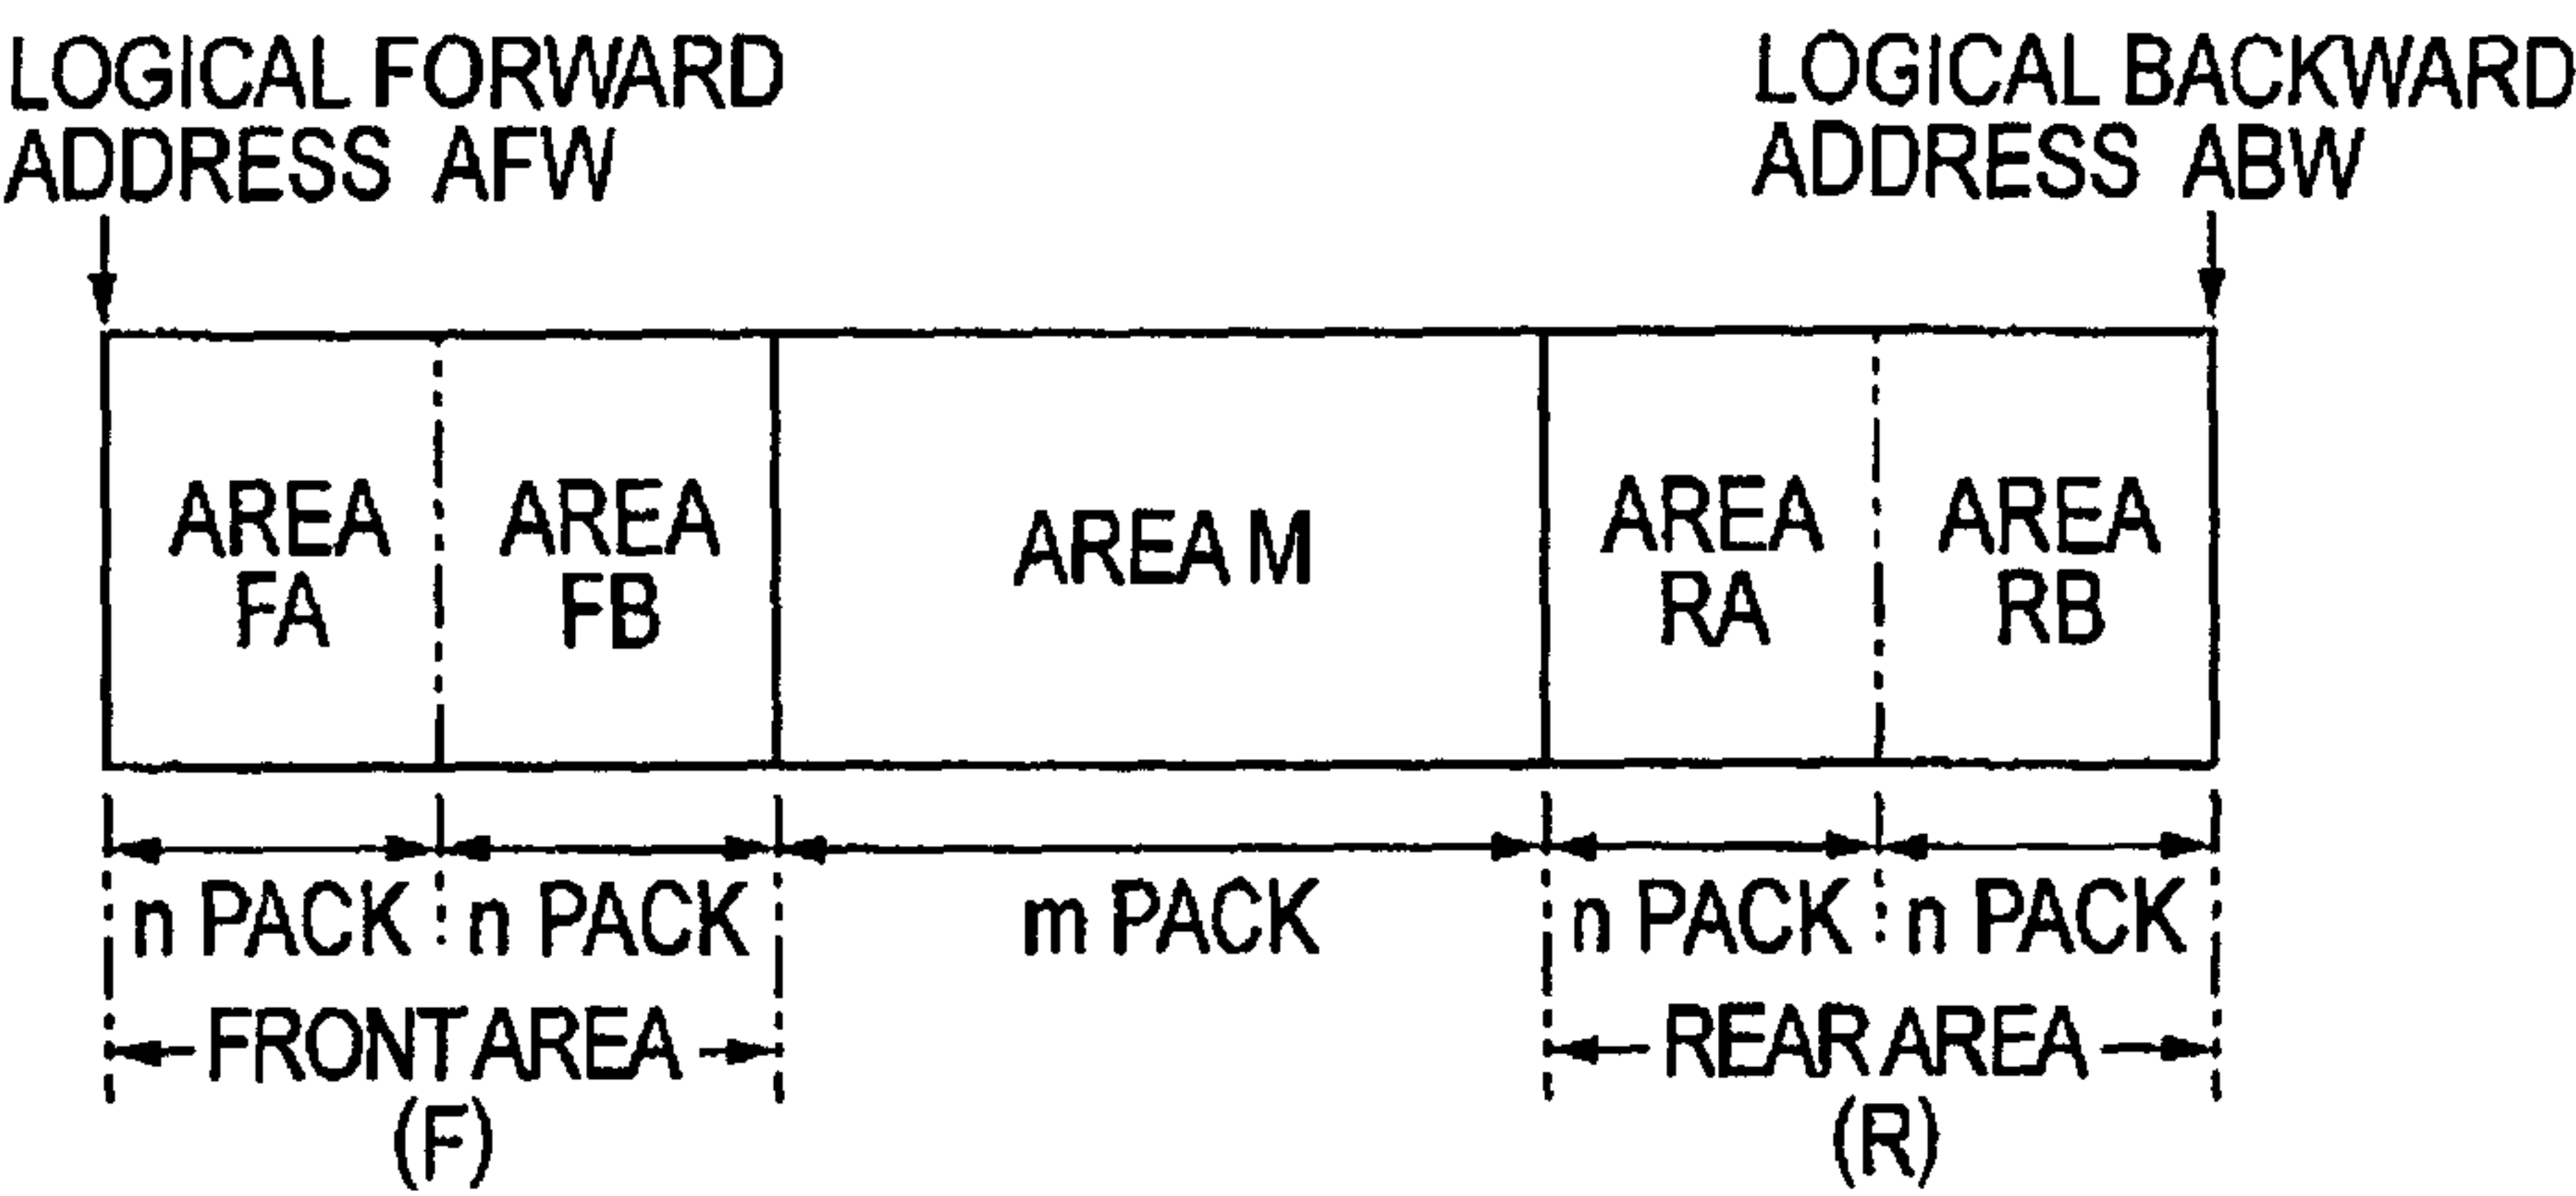 LOGICAL FORWARD
ADDRESS AFW
LOGICAL BACKWARD
ADDRESS ABW
AREA
FA
AREA
FB
AREA M
AREA
RA
AREA
RB
n PACK
n PACK
m PACK
n PACK
n PACK
FRONT AREA
(F)
REAR AREA
(R)